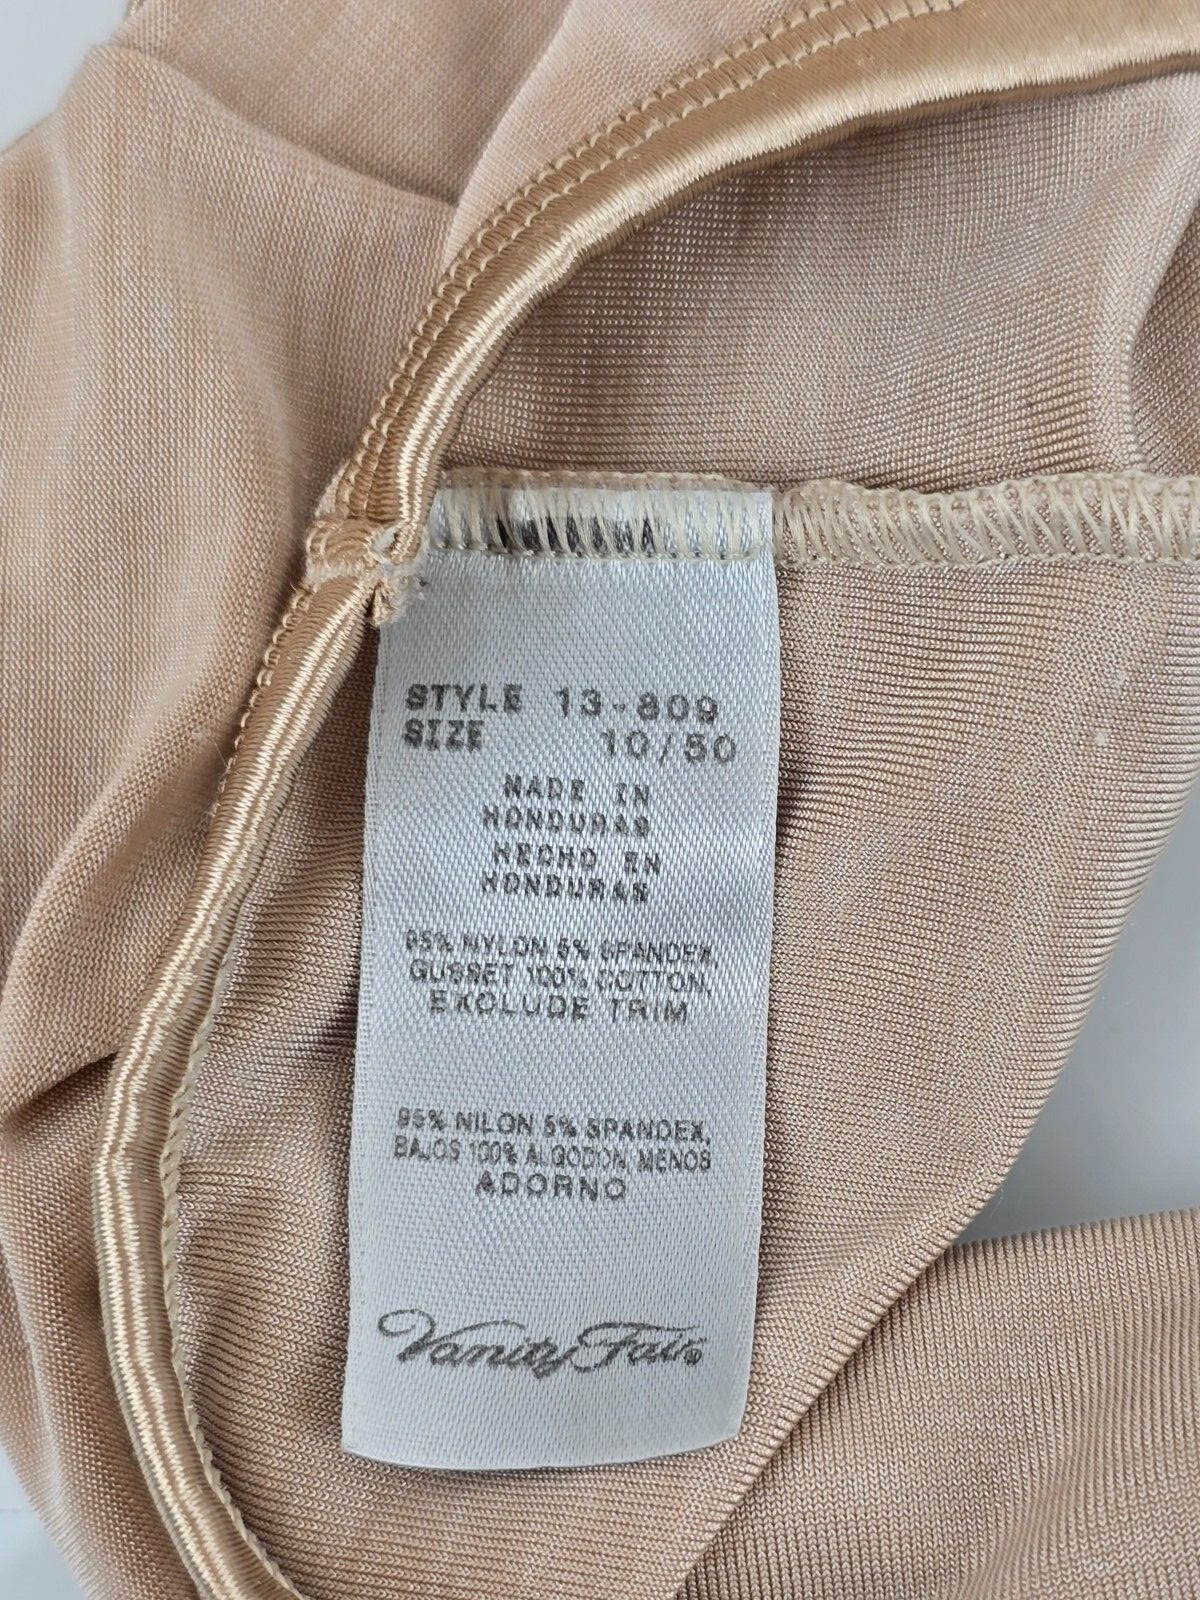 STYLE 13-809
SIZE 10/50
MADE IN
HONDURAS
HECHO EN
HONDURAS
95% NYLON 5% SPANDEX,
GUSSET 100% COTTON,
EXCLUDE TRIM
95% NILON 5% SPANDEX,
BAJOS 100% ALGODON, MENOS
ADORNO
Vanity Fair®